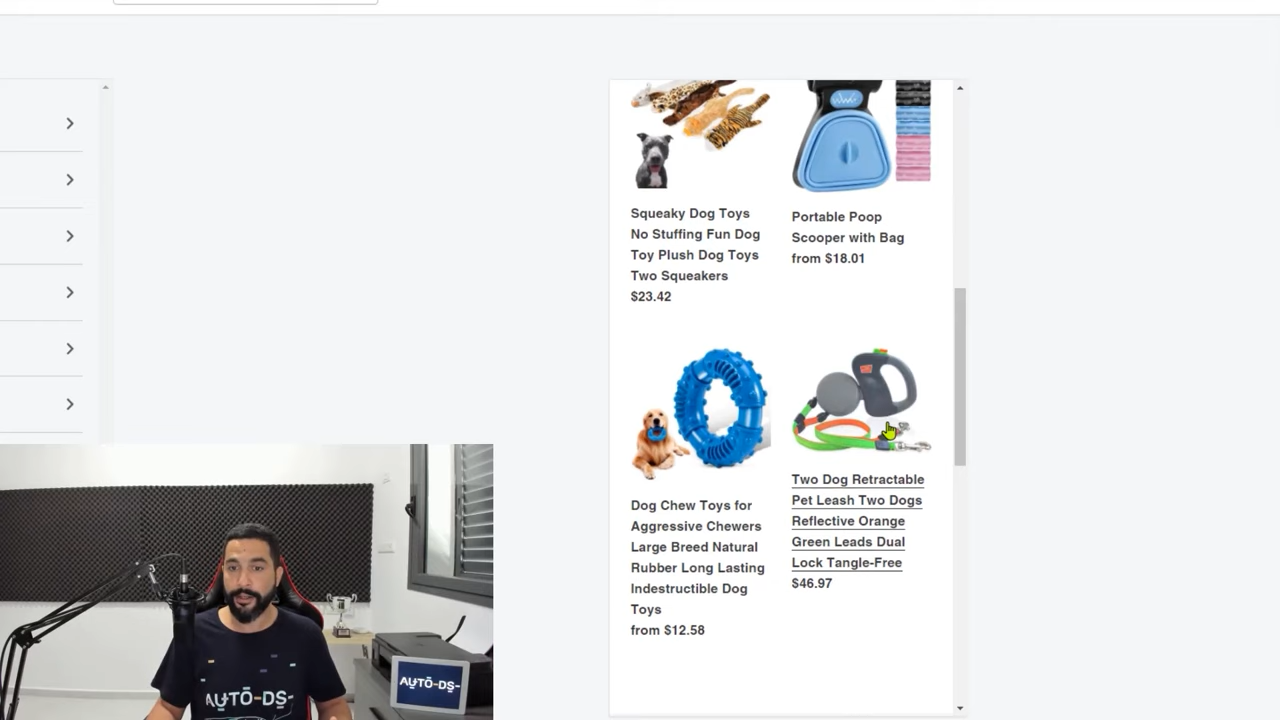 Squeaky Dog Toys
No Stuffing Fun Dog
Toy Plush Dog Toys
Two Squeakers
$23.42
Portable Poop
Scooper with Bag
from $18.01
Dog Chew Toys for
Aggressive Chewers
Large Breed Natural
Rubber Long Lasting
Indestructible Dog
Toys
from $12.58
Two Dog Retractable
Pet Leash Two Dogs
Reflective Orange
Green Leads Dual
Lock Tangle-Free
$46.97
AUTO-DS-
AUTO-DS-